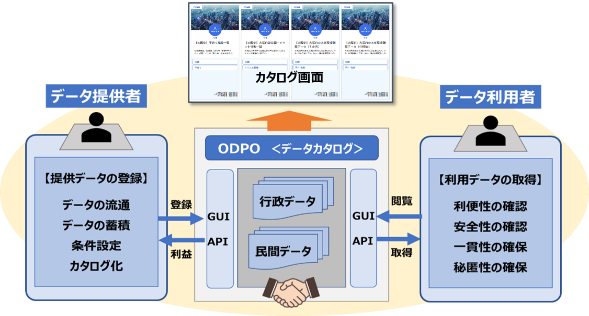 カタログ画面
データ提供者
データ利用者
ODPO ＜データカタログ＞
【提供データの登録】
データの流通
データの蓄積
条件設定
カタログ化
登録
利益
GUI
API
行政データ
民間データ
GUI
API
閲覧
取得
【利用データの取得】
利便性の確認
安全性の確認
一貫性の確保
秘匿性の確保